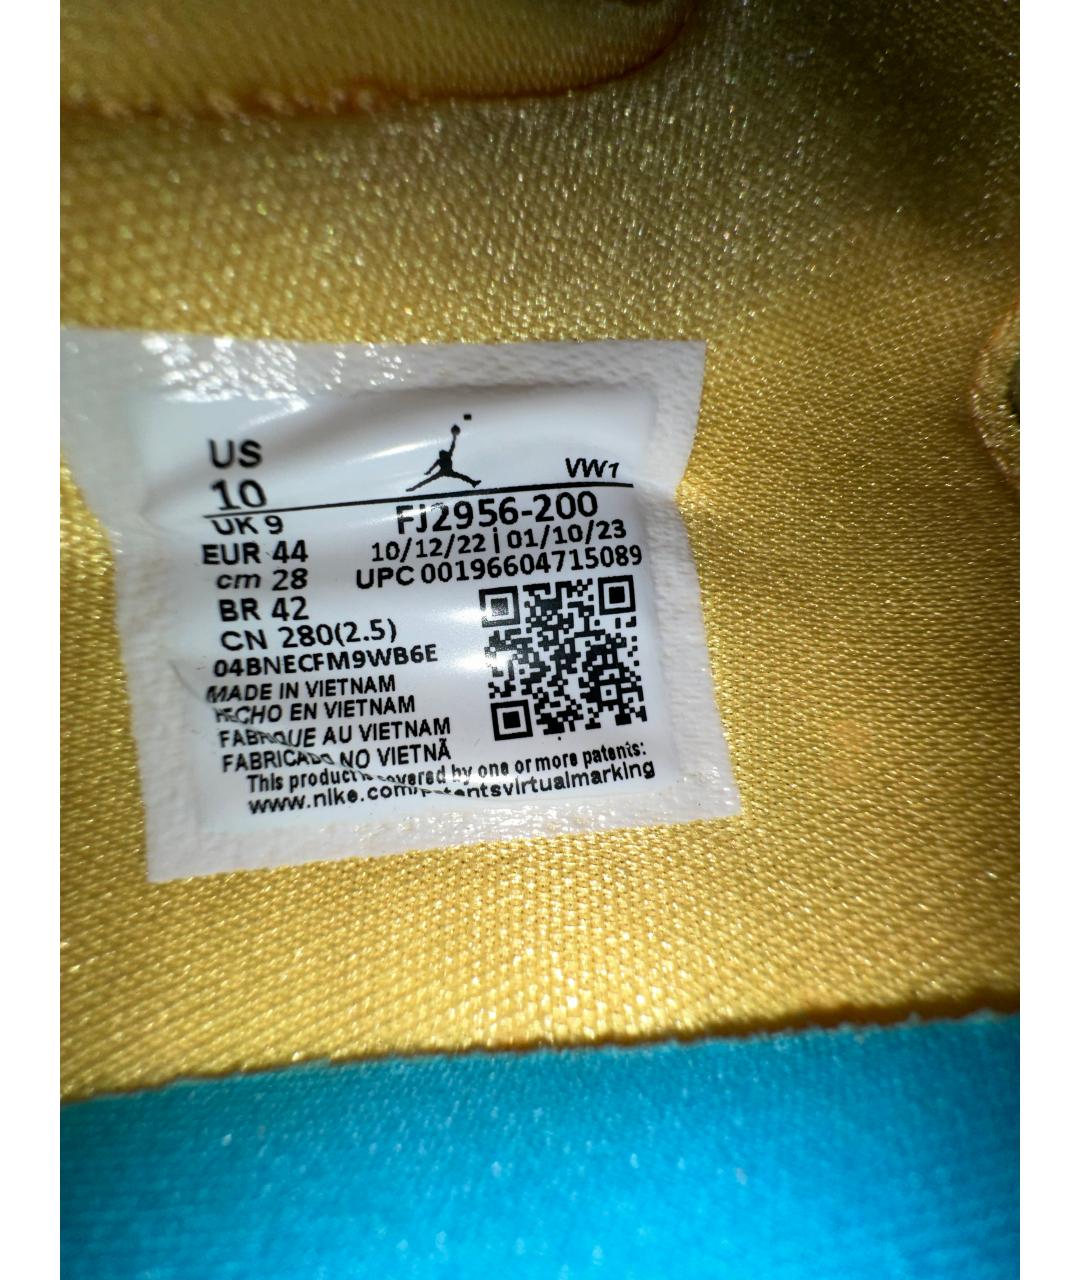 US
10
VW1
UK 9
FJ2956-200
EUR 44
10/12/22 | 01/10/23
cm 28
UPC 00196604715089
BR 42
CN 280(2.5)
04BNECFM9WB6E
MADE IN VIETNAM
HECHO EN VIETNAM
FABRIQUE AU VIETNAM
FABRICADO NO VIETNÃ
This product is covered by one or more patents:
www.nike.com/patentsvirtualmarking